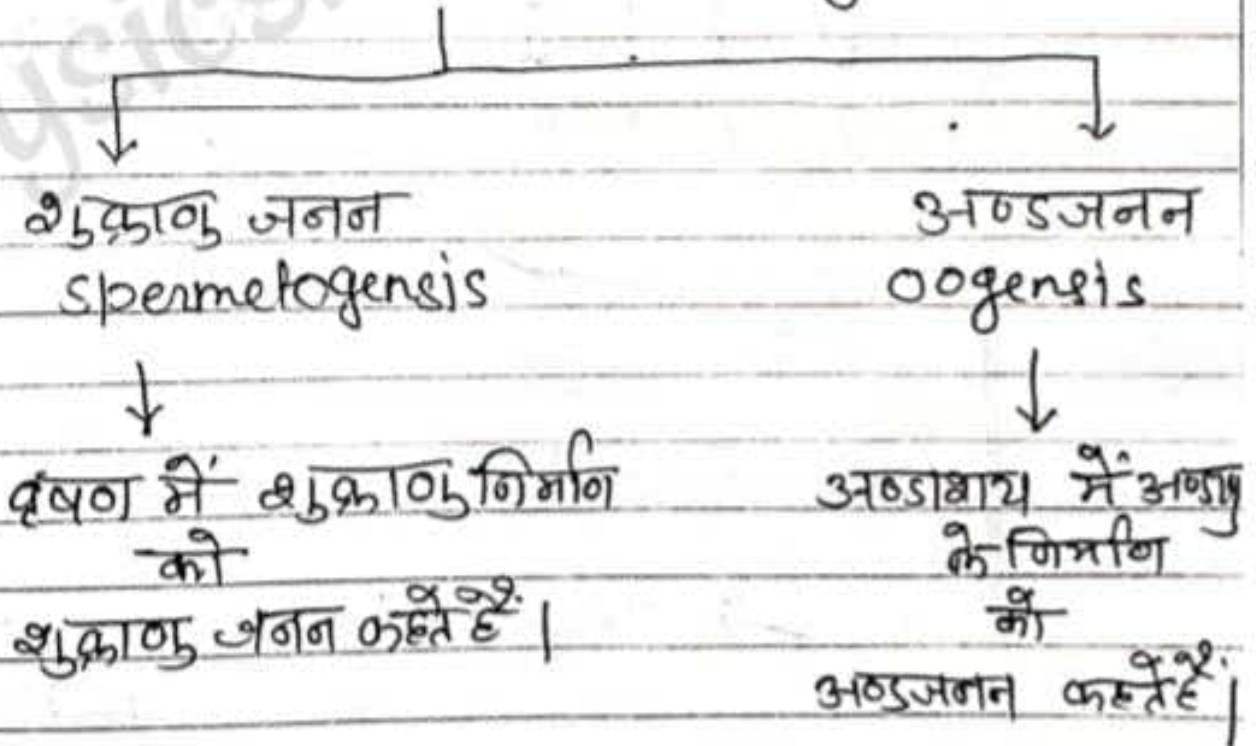 शुक्राणु जनन
spermetogensis
वृषण में शुक्राणु निर्माण
को
शुक्राणु जनन कहते हैं।
अण्डजनन
oogensis
अण्डाशय में अण्डाणु
के निर्माण
को
अण्डजनन कहते हैं।